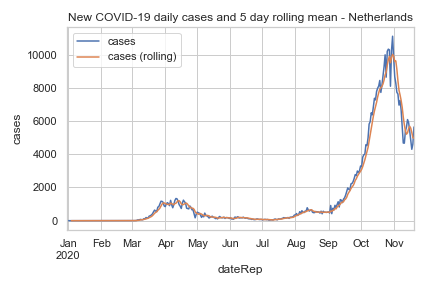 New COVID-19 daily cases and 5 day rolling mean - Netherlands
cases
cases (rolling)
cases
10000
8000
6000
4000
2000
0
Jan Feb Mar Apr May Jun Jul Aug Sep Oct Nov
2020
dateRep